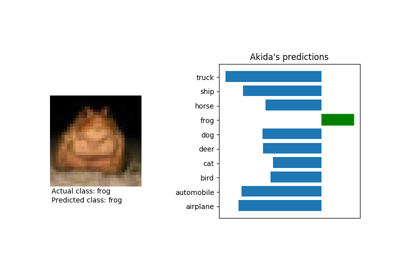 Akida's predictions
truck
ship
horse
frog
dog
deer
cat
bird
automobile
airplane
Actual class: frog
Predicted class: frog